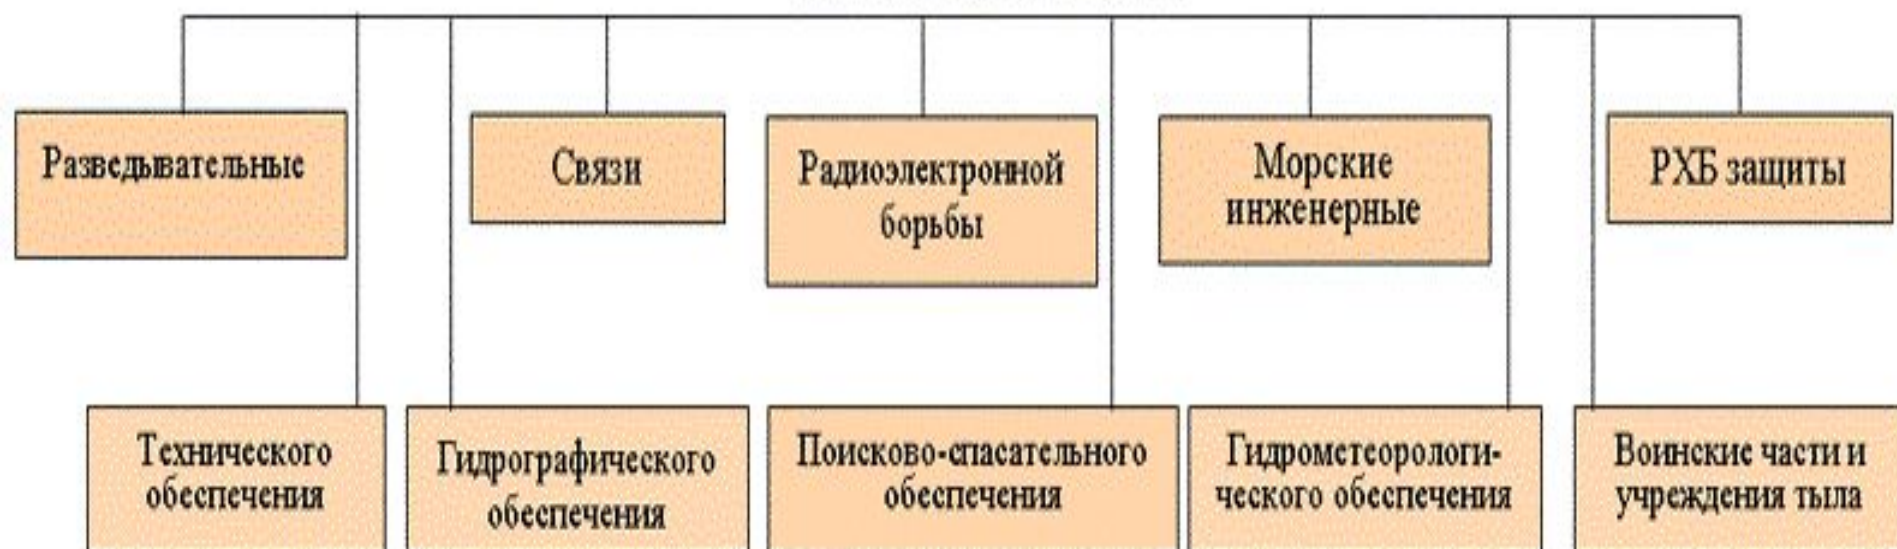 Разведывательные
Связи
Радиоэлектронной
борьбы
Морские
инженерные
РХБ защиты
Технического
обеспечения
Гидрографического
обеспечения
Поисково-спасательного
обеспечения
Гидрометеорологи-
ческого обеспечения
Воинские части и
учреждения тыла